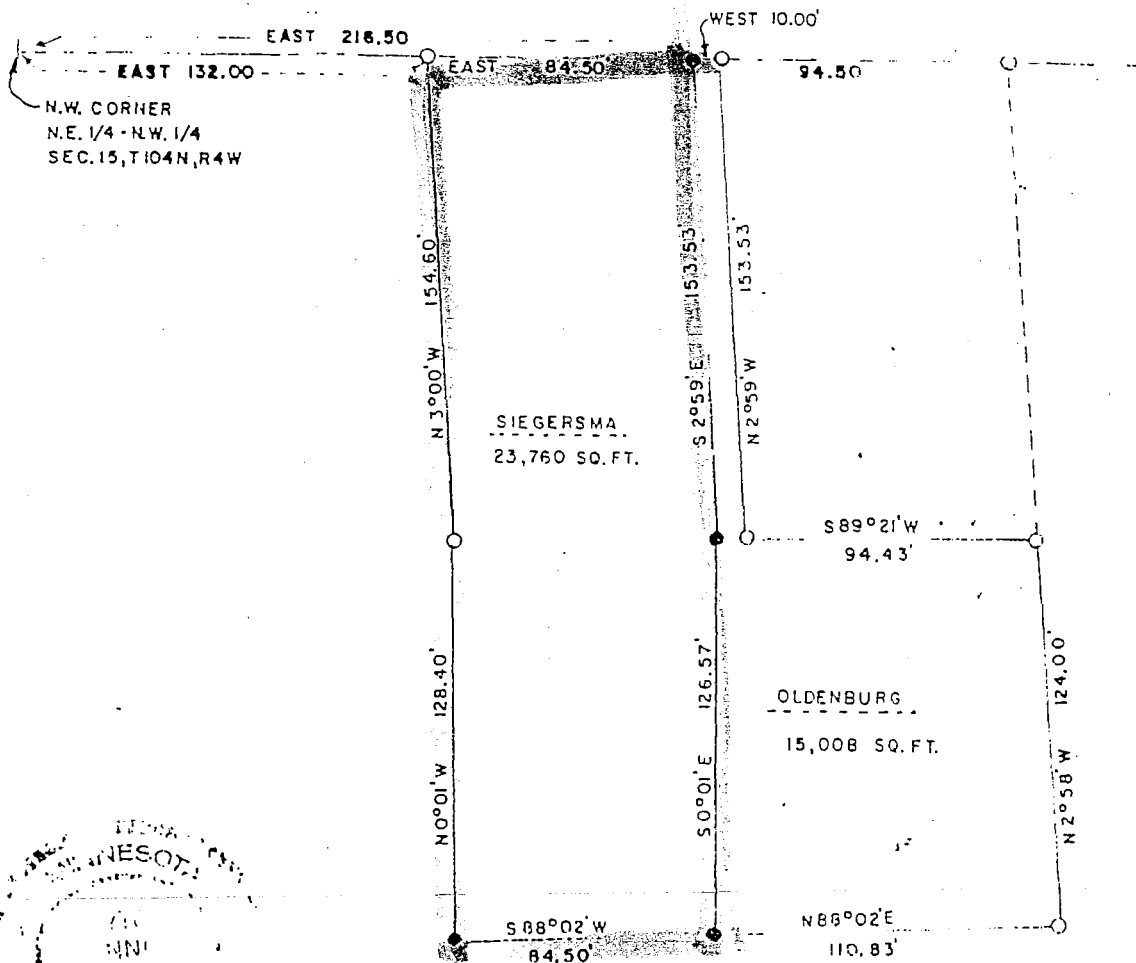 WEST 10.00'
EAST 216.50
EAST 132.00
EAST 84.50'
94.50
N.W. CORNER
N.E. 1/4 - N.W. 1/4
SEC. 15, T104N, R4W
N 3°00' W 154.60'
S 2°59' E 153.53'
N 2°59' W 153.53'
SIEGERSMA
23,760 SQ. FT.
S 89°21' W
94.43'
N 0°01' W 128.40'
S 0°01' E 126.57'
OLDENBURG
15,008 SQ. FT.
N 2°58' W 124.00'
MINNESOTA
S 88°02' W
84.50'
N 88°02' E
110.83'